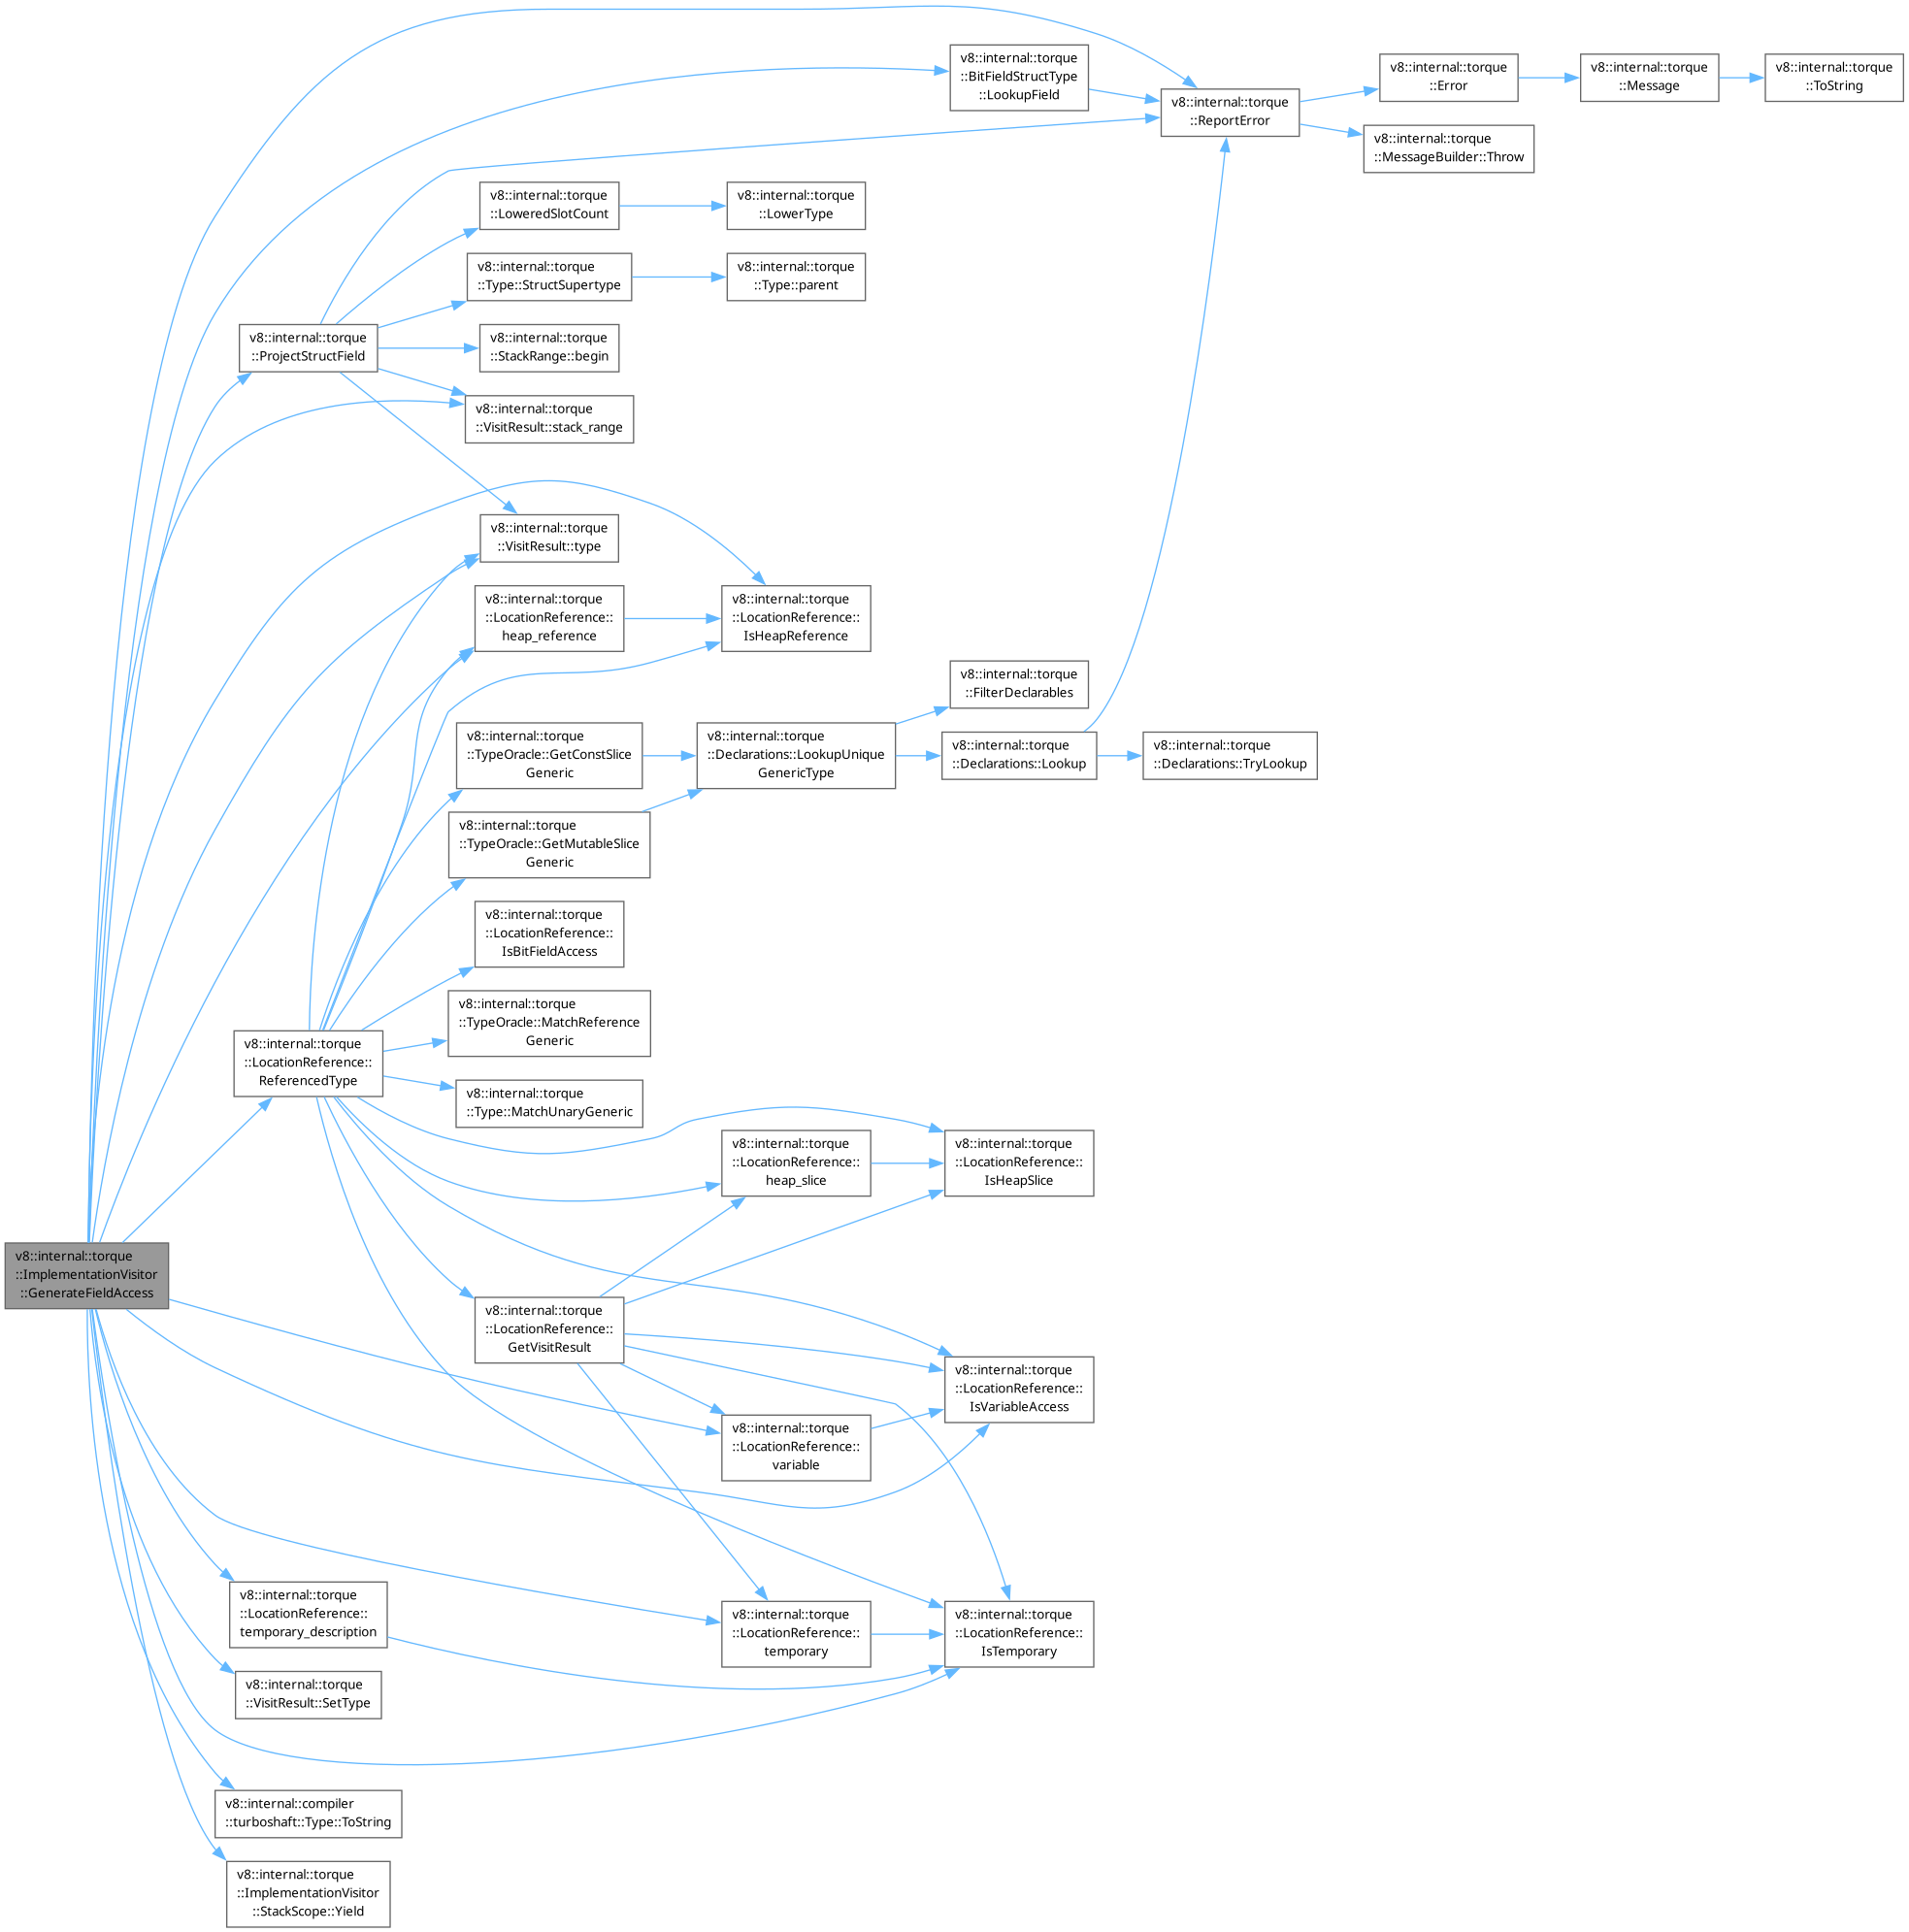 v8::internal::torque
::BitFieldStructType
::LookupField
v8::internal::torque
::Error
v8::internal::torque
::Message
v8::internal::torque
::ToString
v8::internal::torque
::ReportError
v8::internal::torque
::MessageBuilder::Throw
v8::internal::torque
::LoweredSlotCount
v8::internal::torque
::LowerType
v8::internal::torque
::Type::StructSupertype
v8::internal::torque
::Type::parent
v8::internal::torque
::ProjectStructField
v8::internal::torque
::StackRange::begin
v8::internal::torque
::VisitResult::stack_range
v8::internal::torque
::VisitResult::type
v8::internal::torque
::LocationReference::
heap_reference
v8::internal::torque
::LocationReference::
IsHeapReference
v8::internal::torque
::FilterDeclarables
v8::internal::torque
::TypeOracle::GetConstSlice
Generic
v8::internal::torque
::Declarations::LookupUnique
GenericType
v8::internal::torque
::Declarations::Lookup
v8::internal::torque
::Declarations::TryLookup
v8::internal::torque
::TypeOracle::GetMutableSlice
Generic
v8::internal::torque
::LocationReference::
IsBitFieldAccess
v8::internal::torque
::TypeOracle::MatchReference
Generic
v8::internal::torque
::LocationReference::
ReferencedType
v8::internal::torque
::Type::MatchUnaryGeneric
v8::internal::torque
::LocationReference::
heap_slice
v8::internal::torque
::LocationReference::
IsHeapSlice
v8::internal::torque
::ImplementationVisitor
::GenerateFieldAccess
v8::internal::torque
::LocationReference::
GetVisitResult
v8::internal::torque
::LocationReference::
IsVariableAccess
v8::internal::torque
::LocationReference::
variable
v8::internal::torque
::LocationReference::
temporary_description
v8::internal::torque
::LocationReference::
temporary
v8::internal::torque
::LocationReference::
IsTemporary
v8::internal::torque
::VisitResult::SetType
v8::internal::compiler
::turboshaft::Type::ToString
v8::internal::torque
::ImplementationVisitor
::StackScope::Yield